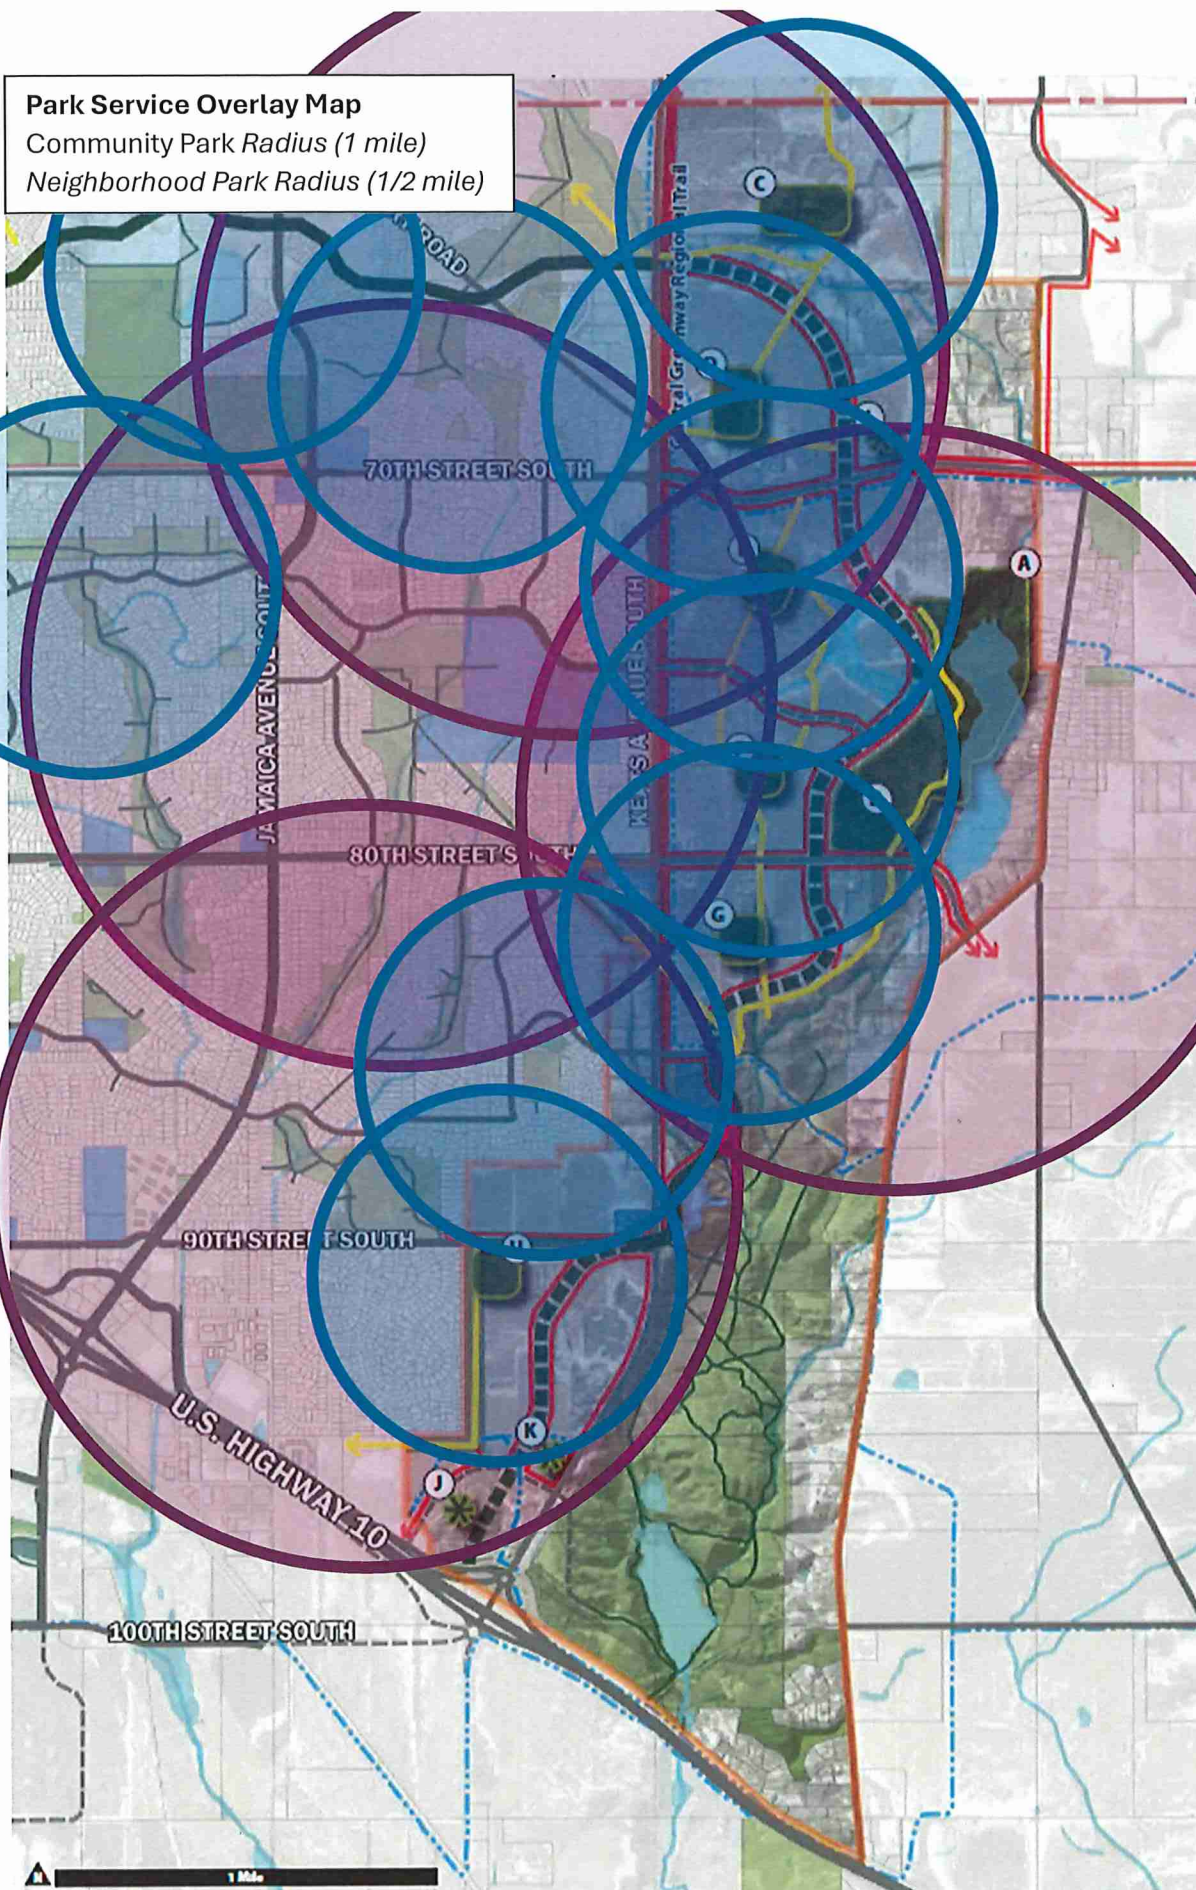 Park Service Overlay Map
Community Park Radius (1 mile)
Neighborhood Park Radius (1/2 mile)
C
ROAD
Regional Trail
70TH STREET SOUTH
A
JAMAICA AVENUE SOUTH
KEATS AVENUE SOUTH
80TH STREET SOUTH
G
90TH STREET SOUTH
H
K
U.S. HIGHWAY 10
J
100TH STREET SOUTH
N
1 Mile